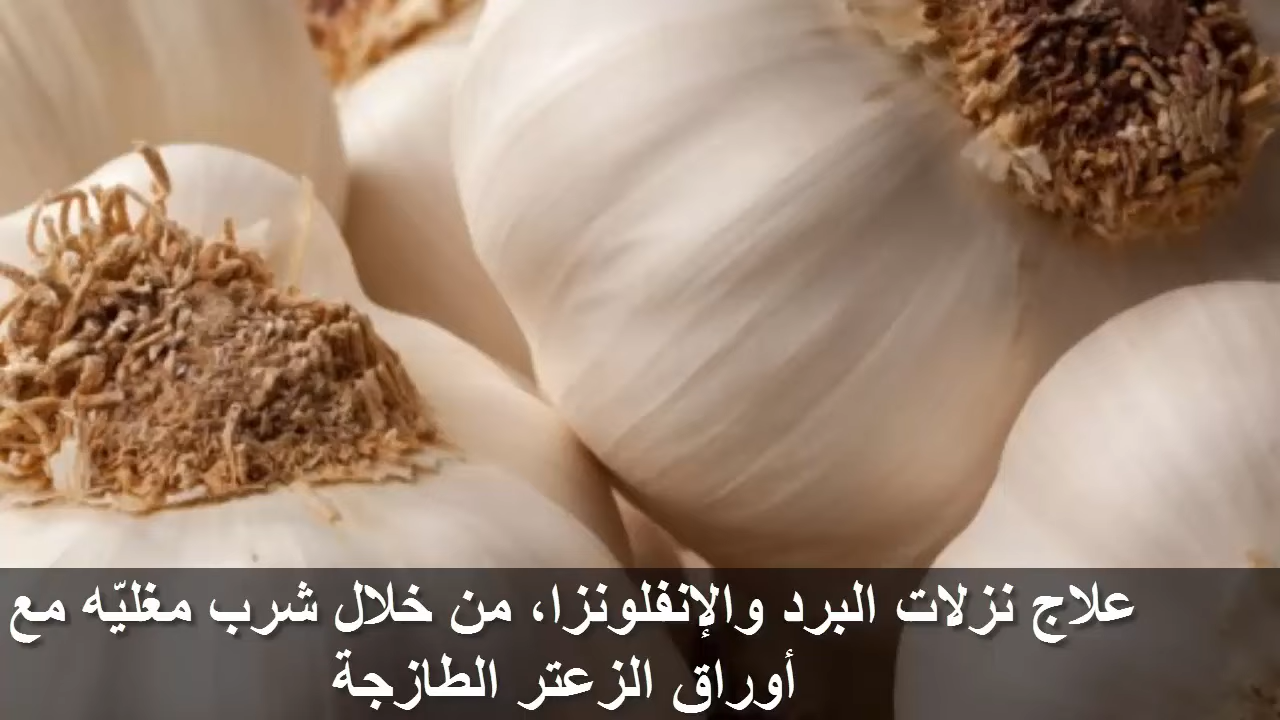 علاج نزلات البرد والإنفلونزا، من خلال شرب مغليّه مع
أوراق الزعتر الطازجة